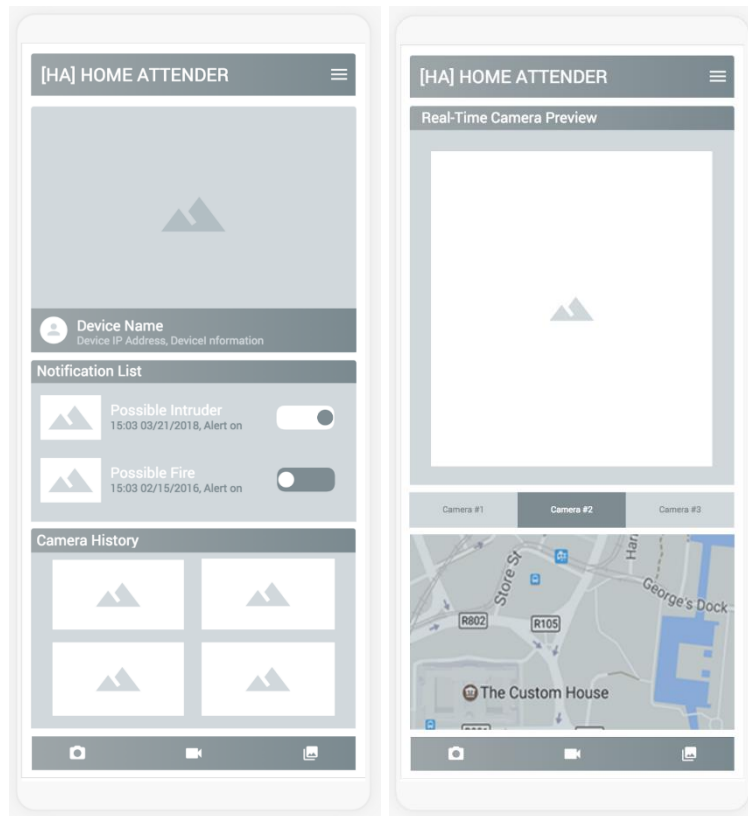 [HA] HOME ATTENDER
Device Name
Device IP Address, DeviceI nformation
Notification List
Possible Intruder
15:03 03/21/2018, Alert on
Possible Fire
15:03 02/15/2016, Alert on
Camera History
[HA] HOME ATTENDER
Real-Time Camera Preview
Camera #1
Camera #2
Camera #3
Store St
Har
George's Dock
R802
R105
The Custom House